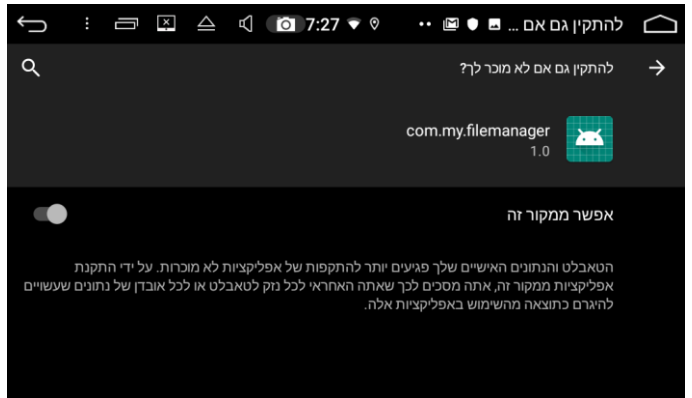 להתקין גם אם ... 7:27
להתקין גם אם לא מוכר לך?
com.my.filemanager
1.0
אפשר ממקור זה
הטאבלט והנתונים האישיים שלך פגיעים יותר להתקפות של אפליקציות לא מוכרות. על ידי התקנת
אפליקציות ממקור זה, אתה מסכים לכך שאתה האחראי לכל נזק לטאבלט או לכל אובדן של נתונים שעשויים
להיגרם כתוצאה מהשימוש באפליקציות אלה.